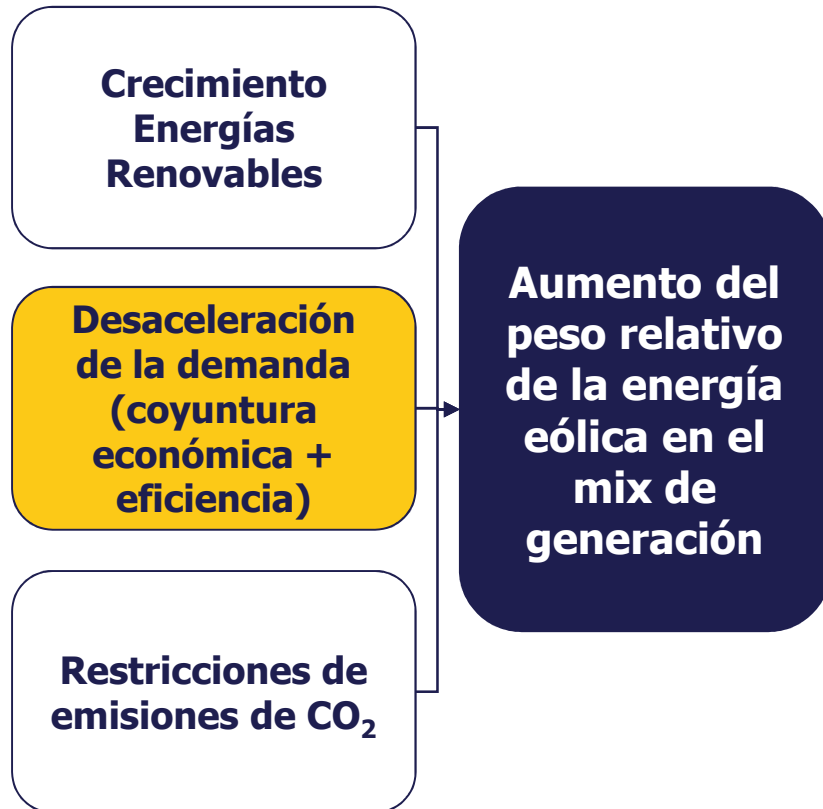 Crecimiento
Energías
Renovables
Desaceleración
de la demanda
(coyuntura
económica +
eficiencia)
Restricciones de
emisiones de CO₂
Aumento del
peso relativo
de la energía
eólica en el
mix de
generación